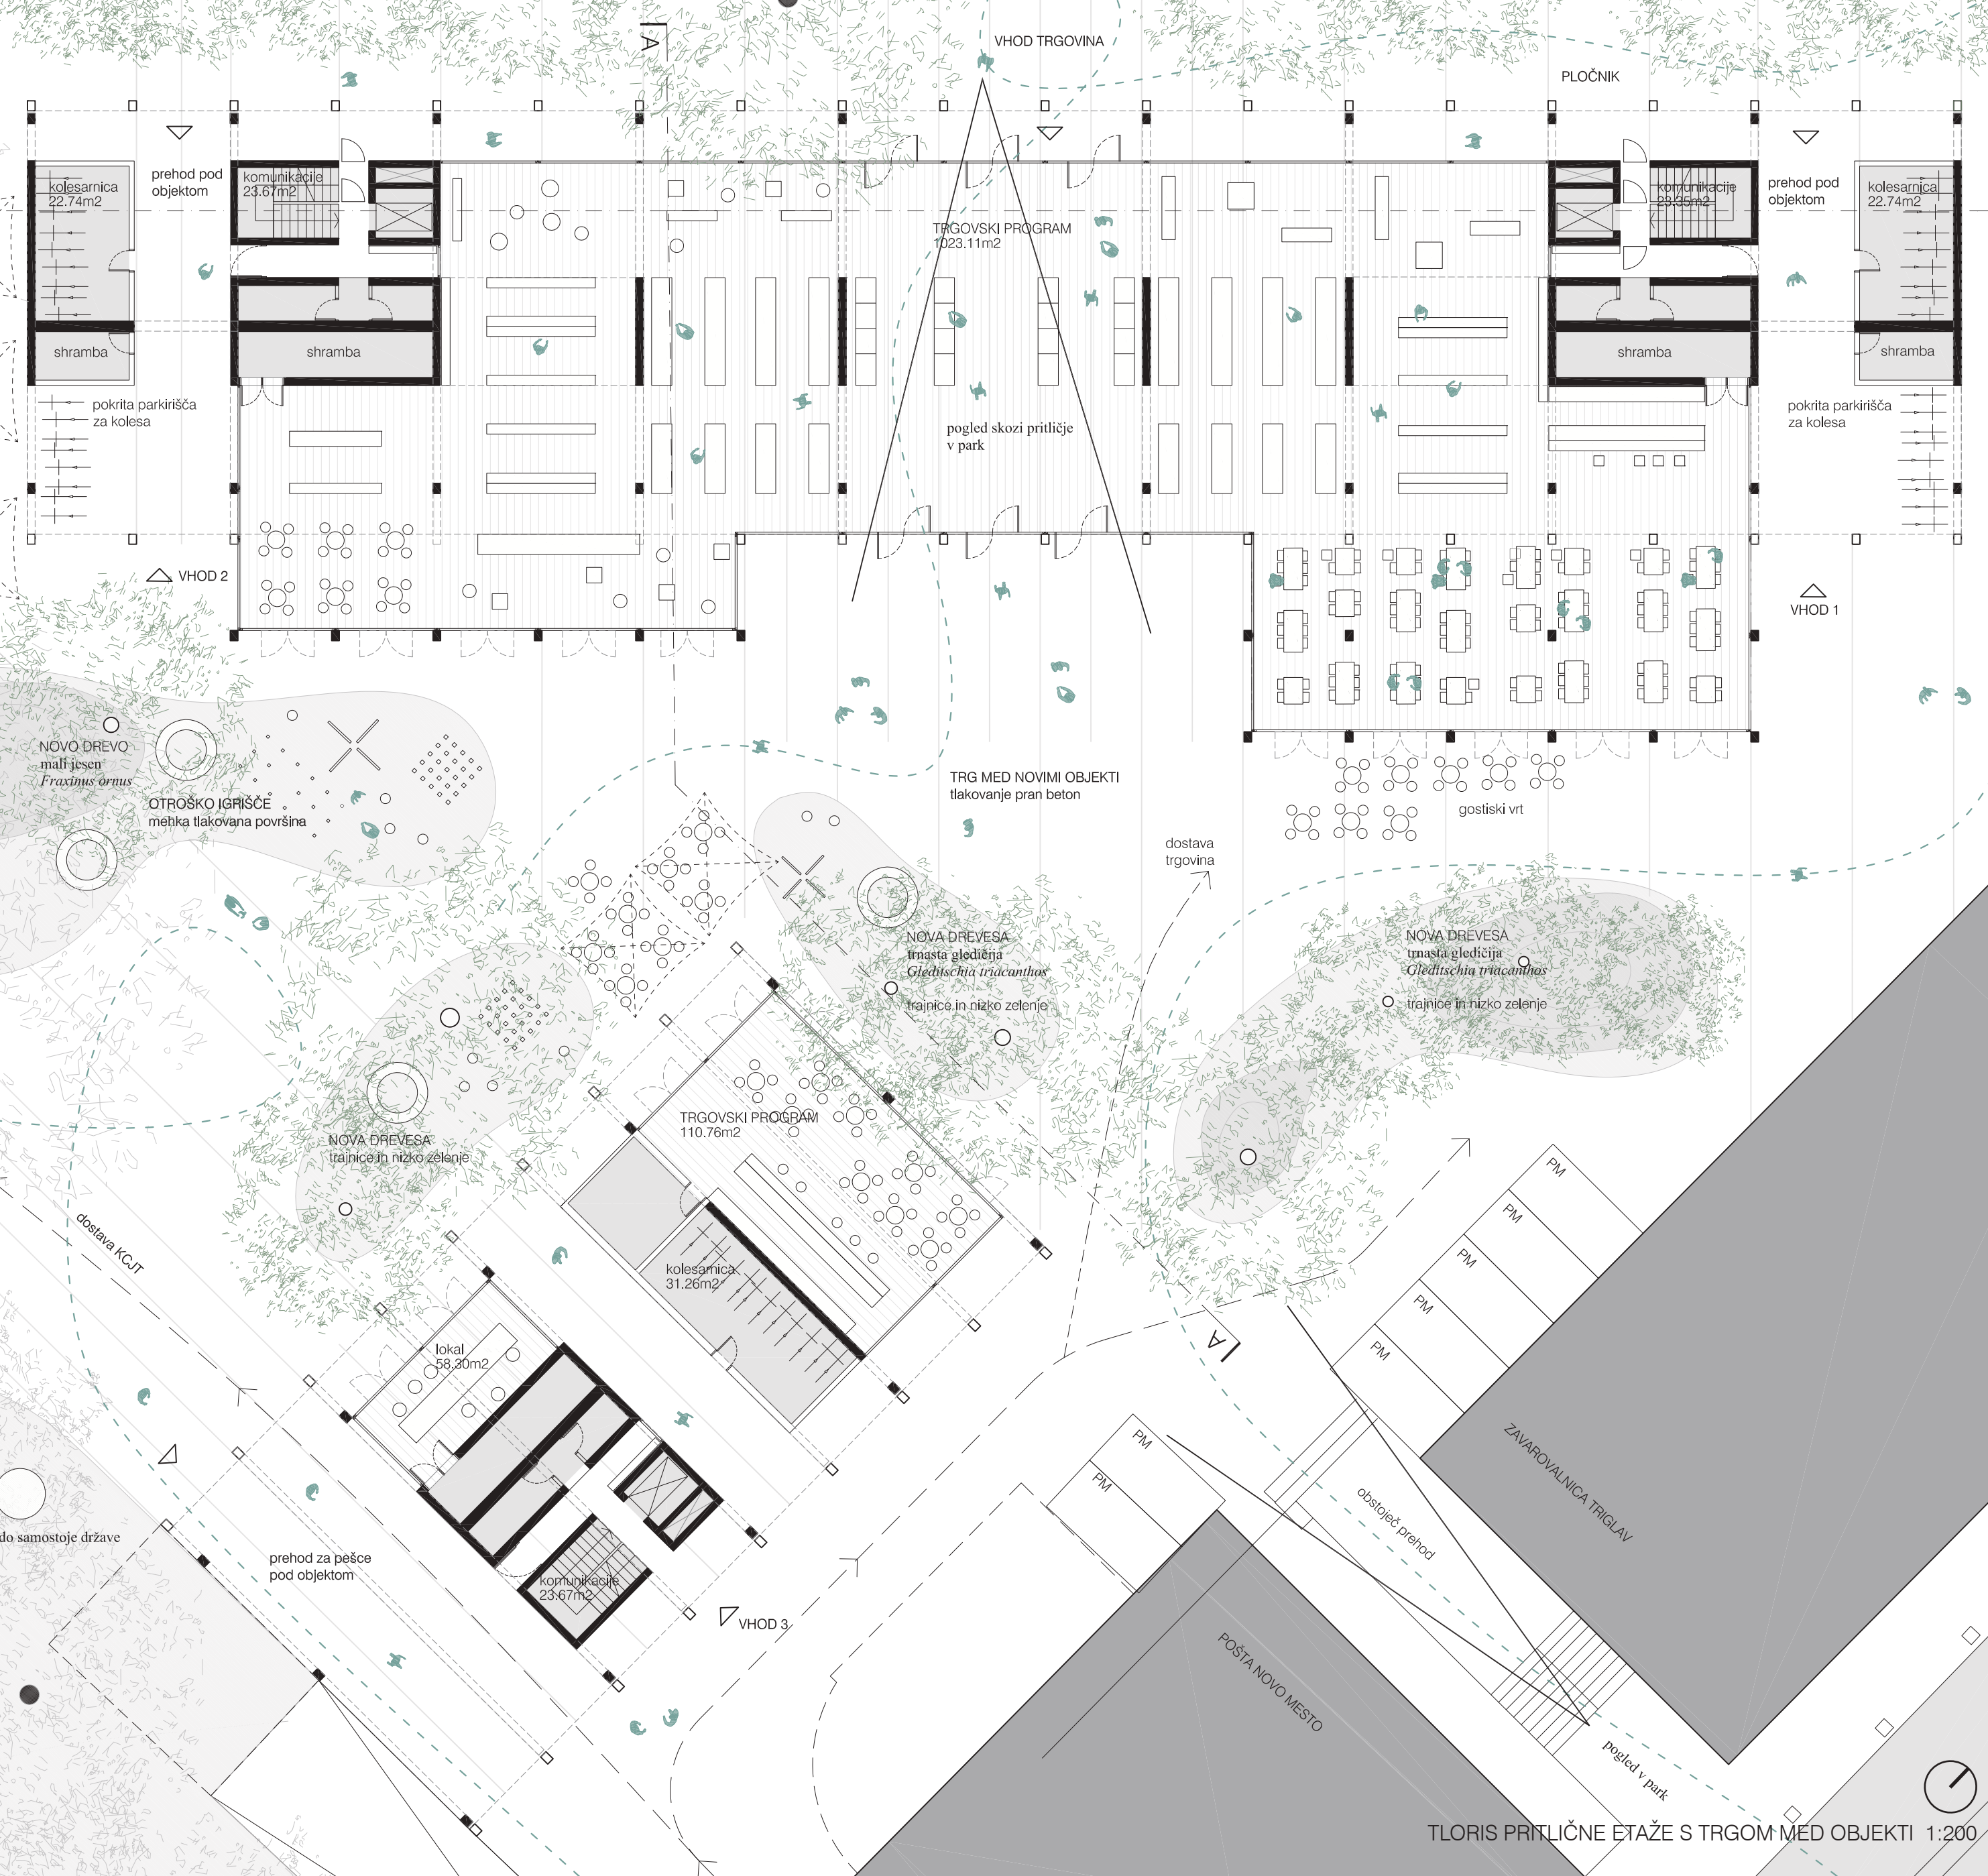 A
VHOD TRGOVINA
PLOČNIK
kolesarnica
22.74m2
prehod pod
objektom
komunikacije
23.67m2
TRGOVSKI PROGRAM
1023.11m2
komunikacije
23.35m2
prehod pod
objektom
kolesarnica
22.74m2
shramba
shramba
shramba
shramba
pokrita parkirišča
za kolesa
pogled skozi pritličje
v park
pokrita parkirišča
za kolesa
VHOD 2
VHOD 1
NOVO DREVO
mali jesen
Fraxinus ornus
OTROŠKO IGRIŠČE
mehka tlakovana površina
TRG MED NOVIMI OBJEKTI
tlakovanje pran beton
gostiski vrt
dostava
trgovina
NOVA DREVESA
trnasta gledičija
Gleditschia triacanthos
trajnice in nizko zelenje
NOVA DREVESA
trnasta gledičija
Gleditschia triacanthos
trajnice in nizko zelenje
TRGOVSKI PROGRAM
110.76m2
NOVA DREVESA
trajnice in nizko zelenje
dostava KCJT
kolesarnica
31.26m2
lokal
58.30m2
A
PM
PM
PM
PM
PM
PM
PM
ZAVAROVALNICA TRIGLAV
obstoječ prehod
do samostoje države
prehod za pešce
pod objektom
komunikacije
23.67m2
VHOD 3
POŠTA NOVO MESTO
pogled v park
TLORIS PRITLIČNE ETAŽE S TRGOM MED OBJEKTI 1:200